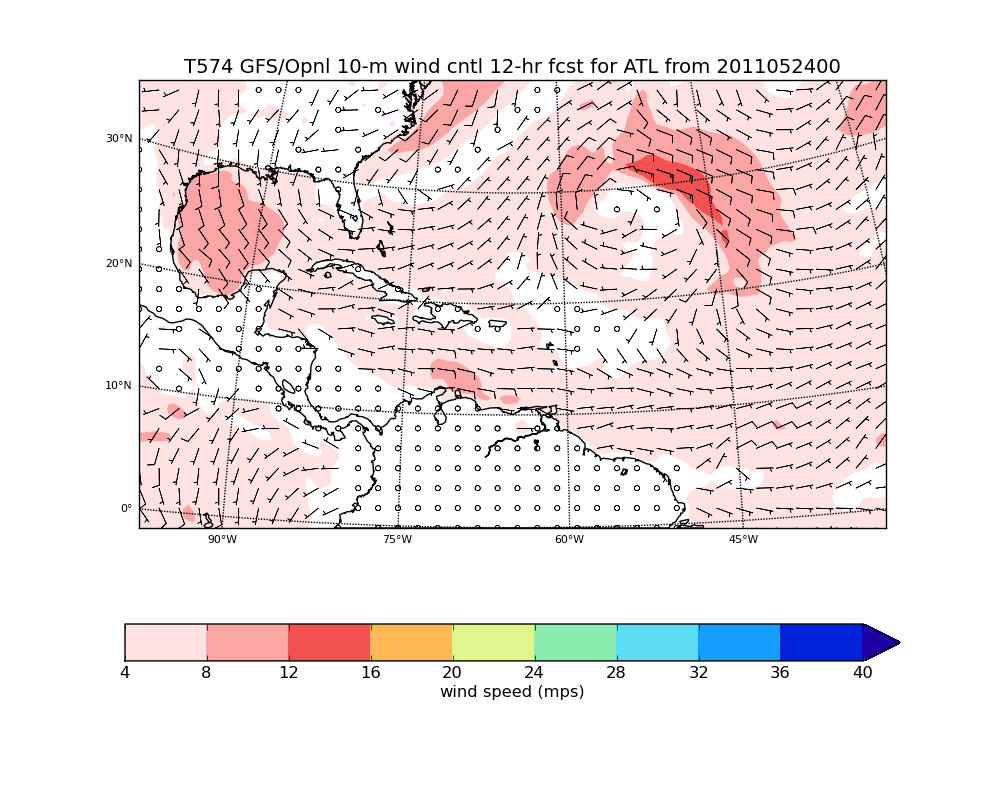 T574 GFS/Opnl 10-m wind cntl 12-hr fcst for ATL from 2011052400
30°N
20°N
10°N
0°
90°W 75°W 60°W 45°W
4 8 12 16 20 24 28 32 36 40
wind speed (mps)